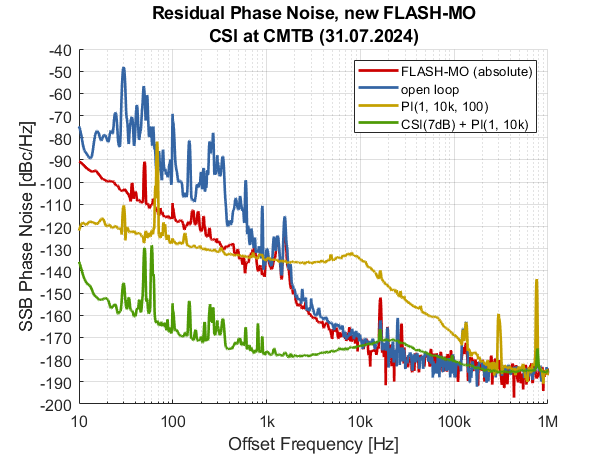 Residual Phase Noise, new FLASH-MO
CSI at CMTB (31.07.2024)
FLASH-MO (absolute)
open loop
PI(1, 10k, 100)
CSI(7dB) + PI(1, 10k)
SSB Phase Noise [dBc/Hz]
-40
-50
-60
-70
-80
-90
-100
-110
-120
-130
-140
-150
-160
-170
-180
-190
-200
10
100
1k
10k
100k
1M
Offset Frequency [Hz]